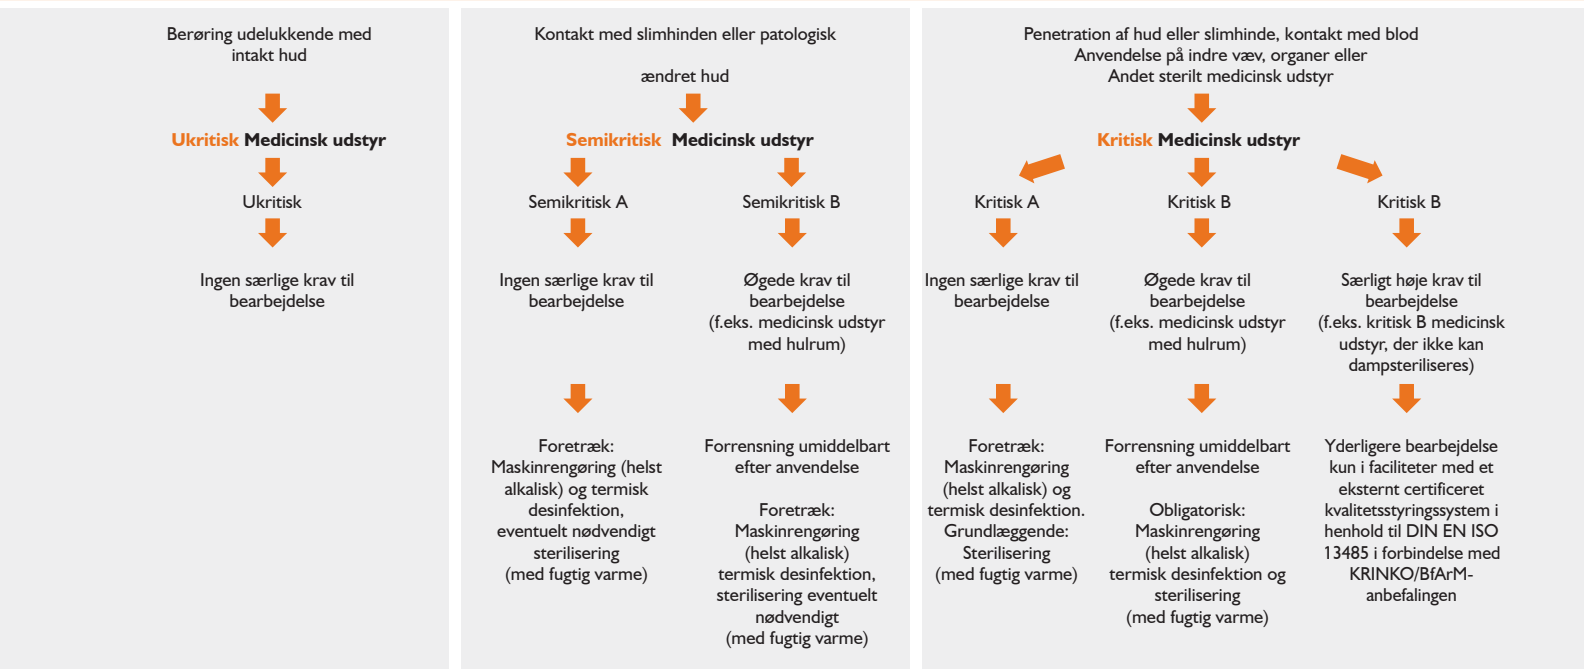 Berøring udelukkende med
intakt hud
Ukritisk Medicinsk udstyr
Ukritisk
Ingen særlige krav til
bearbejdelse
Kontakt med slimhinden eller patologisk
ændret hud
Semikritisk Medicinsk udstyr
Semikritisk A
Ingen særlige krav til
bearbejdelse
Foretræk:
Maskinrengøring (helst
alkalisk) og termisk
desinfektion,
eventuelt nødvendigt
sterilisering
(med fugtig varme)
Semikritisk B
Øgede krav til
bearbejdelse
(f.eks. medicinsk udstyr
med hulrum)
Forrensning umiddelbart
efter anvendelse
Foretræk:
Maskinrengøring
(helst alkalisk)
termisk desinfektion,
sterilisering eventuelt
nødvendigt
(med fugtig varme)
Penetration af hud eller slimhinde, kontakt med blod
Anvendelse på indre væv, organer eller
Andet sterilt medicinsk udstyr
Kritisk Medicinsk udstyr
Kritisk A
Ingen særlige krav til
bearbejdelse
Foretræk:
Maskinrengøring
(helst alkalisk) og
termisk desinfektion.
Grundlæggende:
Sterilisering
(med fugtig varme)
Kritisk B
Øgede krav til
bearbejdelse
(f.eks. medicinsk udstyr
med hulrum)
Forrensning umiddelbart
efter anvendelse
Obligatorisk:
Maskinrengøring
(helst alkalisk)
termisk desinfektion og
sterilisering
(med fugtig varme)
Kritisk B
Særligt høje krav til
bearbejdelse
(f.eks. kritisk B medicinsk
udstyr, der ikke kan
dampsteriliseres)
Yderligere bearbejdelse
kun i faciliteter med et
eksternt certificeret
kvalitetsstyringssystem i
henhold til DIN EN ISO
13485 i forbindelse med
KRINKO/BfArM-
anbefalingen